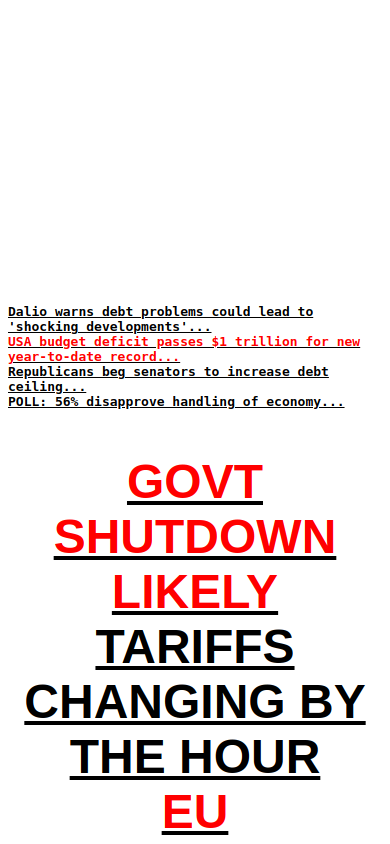 Dalio warns debt problems could lead to
'shocking developments'...
USA budget deficit passes $1 trillion for new
year-to-date record...
Republicans beg senators to increase debt
ceiling...
POLL: 56% disapprove handling of economy...
GOVT
SHUTDOWN
LIKELY
TARIFFS
CHANGING BY
THE HOUR
EU